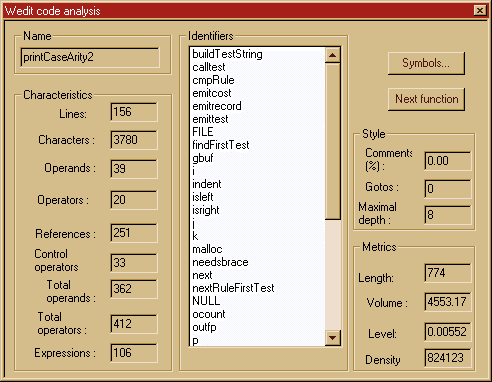 Wedit code analysis
Name
printCaseArity2
Characteristics
Lines: 156
Characters : 3780
Operands : 39
Operators : 20
References : 251
Control
operators 33
Total
operands : 362
Total
operators : 412
Expressions : 106
Identifiers
buildTestString
calltest
cmpRule
emitcost
emitrecord
emittest
FILE
findFirstTest
gbuf
i
indent
isleft
isright
j
k
malloc
needsbrace
next
nextRuleFirstTest
NULL
ocount
outfp
p
Symbols...
Next function
Style
Comments
(%) : 0.00
Gotos : 0
Maximal
depth : 8
Metrics
Length: 774
Volume : 4553.17
Level: 0.00552
Density 824123